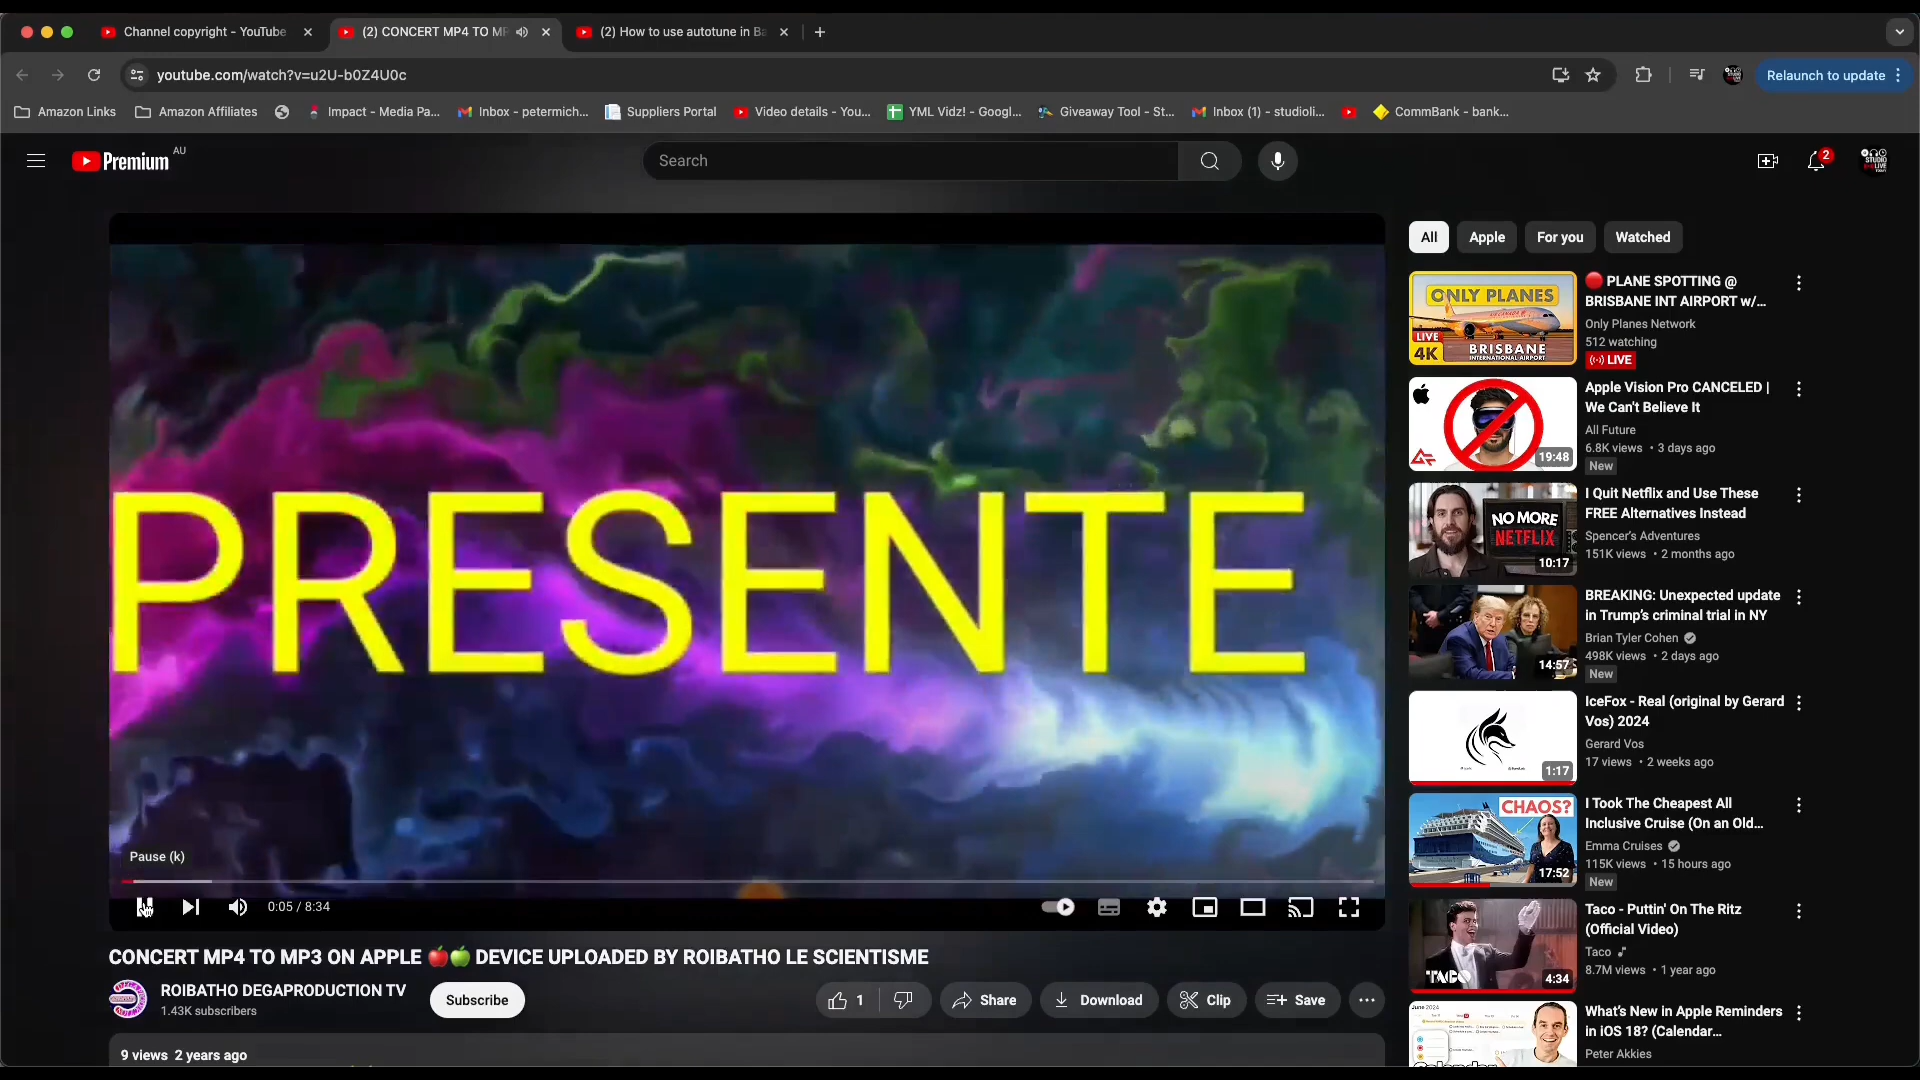 Channel copyright - YouTube
(2) CONCERT MP4 TO MP
(2) How to use autotune in Ba
youtube.com/watch?v=u2U-b0Z4U0c
Relaunch to update
Amazon Links
Amazon Affiliates
Impact - Media Pa...
Inbox - petermich...
Suppliers Portal
Video details - You...
YML Vidz! - Googl...
Giveaway Tool - St...
Inbox (1) - studioli...
CommBank - bank...
Premium AU
Search
2
STUDIO LIVE TODAY
PRESENTE
Pause (k)
0:05 / 8:34
CONCERT MP4 TO MP3 ON APPLE 🍎🍏 DEVICE UPLOADED BY ROIBATHO LE SCIENTISME
ROIBATHO DEGAPRODUCTION TV
1.43K subscribers
Subscribe
1
Share
Download
Clip
Save
9 views 2 years ago
All
Apple
For you
Watched
ONLY PLANES
AIR CANADA
LIVE
4K
BRISBANE
INTERNATIONAL AIRPORT
🔴 PLANE SPOTTING @
BRISBANE INT AIRPORT w/...
Only Planes Network
512 watching
LIVE
19:48
Apple Vision Pro CANCELED |
We Can't Believe It
All Future
6.8K views • 3 days ago
New
NO MORE
NETFLIX
10:17
I Quit Netflix and Use These
FREE Alternatives Instead
Spencer's Adventures
151K views • 2 months ago
14:57
BREAKING: Unexpected update
in Trump's criminal trial in NY
Brian Tyler Cohen
498K views • 2 days ago
New
1:17
IceFox - Real (original by Gerard
Vos) 2024
Gerard Vos
17 views • 2 weeks ago
CHAOS?
17:52
I Took The Cheapest All
Inclusive Cruise (On an Old...
Emma Cruises
115K views • 15 hours ago
New
TACO
4:34
Taco - Puttin' On The Ritz
(Official Video)
Taco
8.7M views • 1 year ago
June 2024
Calendar
What's New in Apple Reminders
in iOS 18? (Calendar...
Peter Akkies